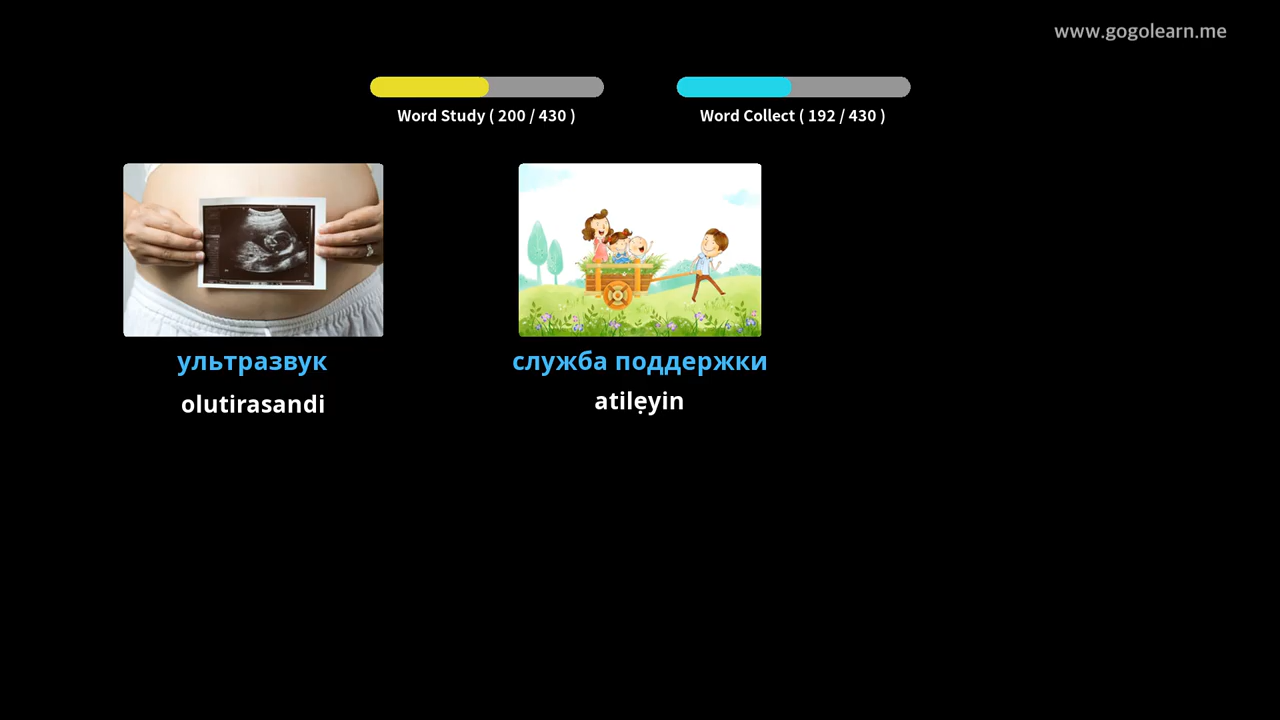 www.gogolearn.me
Word Study ( 200 / 430 )
Word Collect ( 192 / 430 )
ультразвук
olutirasandi
служба поддержки
atilẹyin